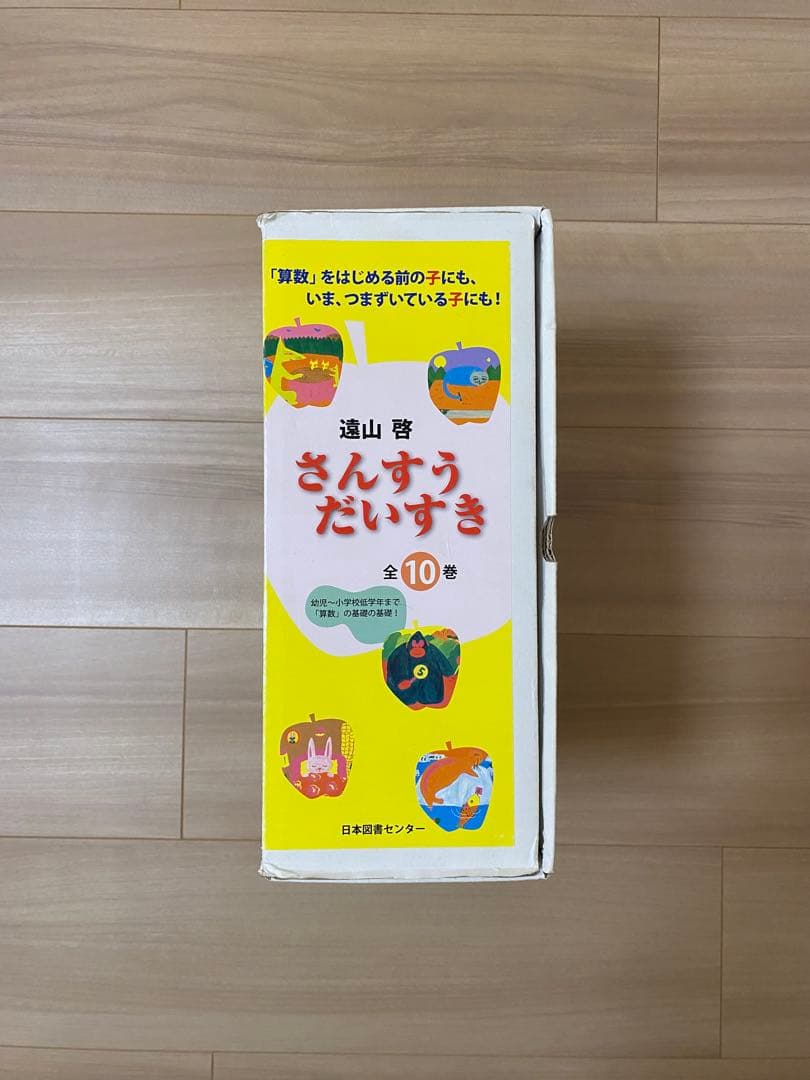 「算数」をはじめる前の子にも、
いま、つまずいている子にも!
遠山 啓
さんすう
だいすき
全10巻
幼児〜小学校低学年まで
「算数」の基礎の基礎!
5
日本図書センター